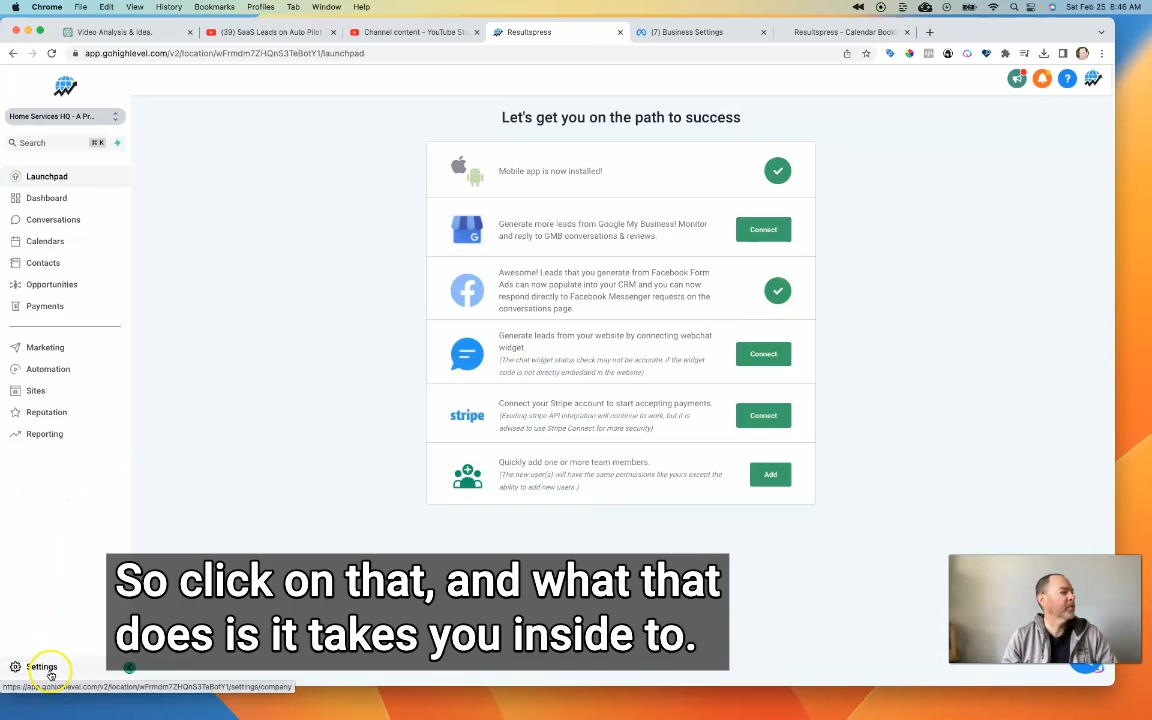 Chrome File Edit View History Bookmarks Profiles Tab Window Help
Sat Feb 25 8:46 AM
Video Analysis & Idea.
(39) SaaS Leads on Auto Pilot
Channel content - YouTube St
Resultspress
Business Settings
Resultspress - Calendar Book
app.gohighlevel.com/v2/location/wFrmdm7ZHQnS3TeBotY1/launchpad
Home Services HQ - A Pr...
Search ⌘ K
Launchpad
Dashboard
Conversations
Calendars
Contacts
Opportunities
Payments
Marketing
Automation
Sites
Reputation
Reporting
Settings
Let's get you on the path to success
Mobile app is now installed!
Generate more leads from Google My Business! Monitor
and reply to GMB conversations & reviews.
Connect
Awesome! Leads that you generate from Facebook Form
Ads can now populate into your CRM and you can now
respond directly to Facebook Messenger requests on the
conversations page.
Generate leads from your website by connecting webchat
widget.
(The chat widget status check may not be accurate, if the widget
code is not directly embedded in the website)
Connect
stripe
Connect your Stripe account to start accepting payments.
(Existing stripe API integration will continue to work, but it is
advised to use Stripe Connect for more security)
Connect
Quickly add one or more team members.
(The new user(s) will have the same permissions like yours except the
ability to add new users.)
Add
So click on that, and what that
does is it takes you inside to.
https://app.gohighlevel.com/v2/location/wFrmdm7ZHQnS3TeBotY1/settings/company